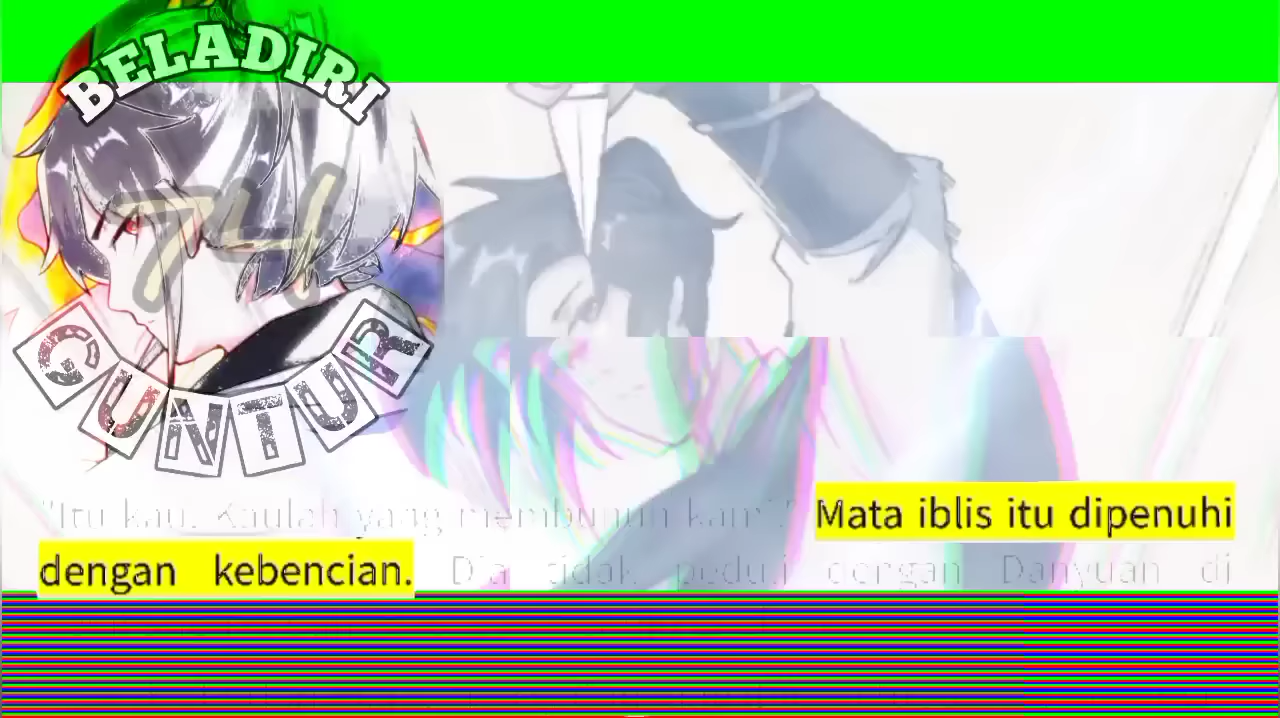 BELADIRI
74
GUNTUR
"Itu kau. Kaulah yang membunuh kami!" Mata iblis itu dipenuhi
dengan kebencian. Dia tidak peduli dengan Danyuan di